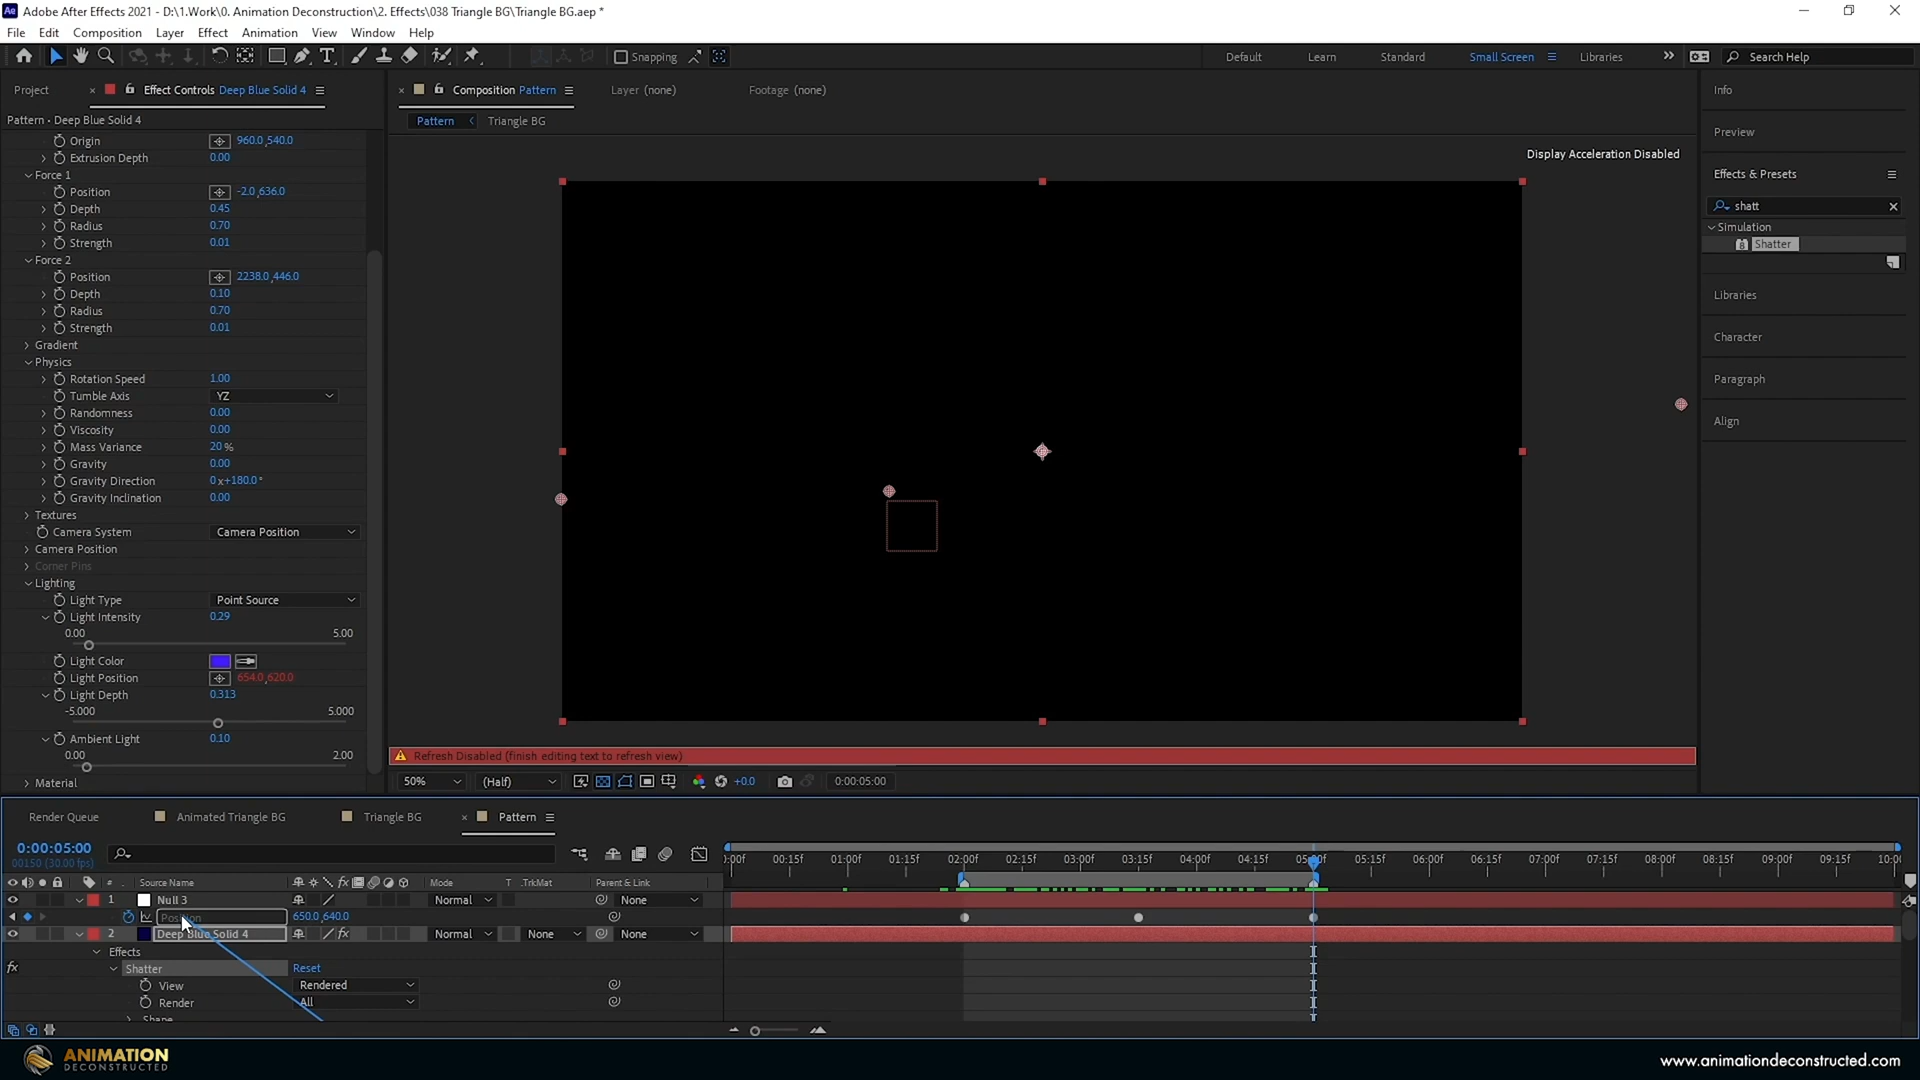 Adobe After Effects 2021 - D:\1.Work\0. Animation Deconstruction\2. Effects\038 Triangle BG\Triangle BG.aep *
File Edit Composition Layer Effect Animation View Window Help
Snapping Default Learn Standard Small Screen Libraries Search Help
Project Effect Controls Deep Blue Solid 4
Composition Pattern Layer (none) Footage (none)
Pattern • Deep Blue Solid 4
Pattern Triangle BG
Origin 960.0,540.0
Extrusion Depth 0.00
Force 1
Position -2.0,636.0
Depth 0.45
Radius 0.70
Strength 0.01
Force 2
Position 2238.0,446.0
Depth 0.10
Radius 0.70
Strength 0.01
Gradient
Physics
Rotation Speed 1.00
Tumble Axis YZ
Randomness 0.00
Viscosity 0.00
Mass Variance 20%
Gravity 0.00
Gravity Direction 0x+180.0°
Gravity Inclination 0.00
Textures
Camera System Camera Position
Camera Position
Corner Pins
Lighting
Light Type Point Source
Light Intensity 0.29
0.00 5.00
Light Color
Light Position 654.0,620.0
Light Depth 0.313
-5.000 5.000
Ambient Light 0.10
0.00 2.00
Material
Display Acceleration Disabled
Refresh Disabled (finish editing text to refresh view)
50% (Half) +0.0 0:00:05:00
Info
Preview
Effects & Presets
shatt
Simulation
8 Shatter
Libraries
Character
Paragraph
Align
Render Queue Animated Triangle BG Triangle BG Pattern
0:00:05:00
00150 (30.00 fps)
:00f 00:15f 01:00f 01:15f 02:00f 02:15f 03:00f 03:15f 04:00f 04:15f 05:00f 05:15f 06:00f 06:15f 07:00f 07:15f 08:00f 08:15f 09:00f 09:15f 10:0
# Source Name fx Mode T .TrkMat Parent & Link
1 Null 3 Normal None
Position 650.0,640.0
2 Deep Blue Solid 4 fx Normal None None
Effects
fx Shatter Reset
View Rendered
Render All
Shape
ANIMATION
DECONSTRUCTED
www.animationdeconstructed.com